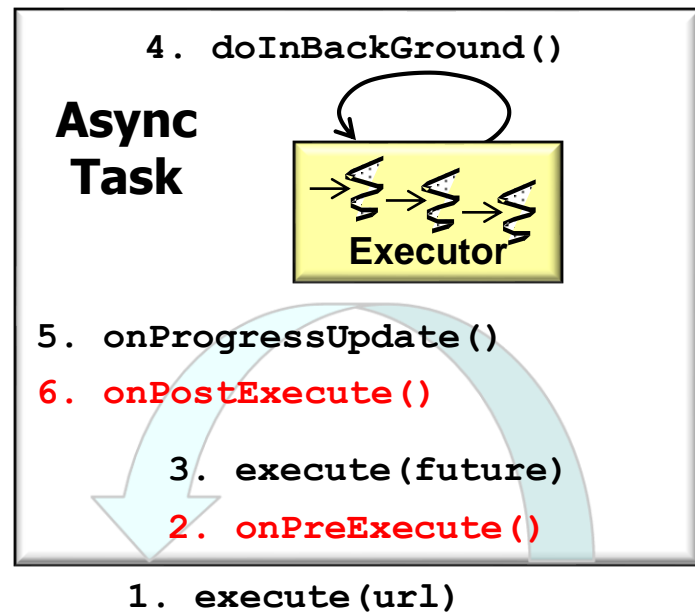 4. doInBackGround()
Async
Task
Executor
5. onProgressUpdate()
6. onPostExecute()
3. execute(future)
2. onPreExecute()
1. execute(url)